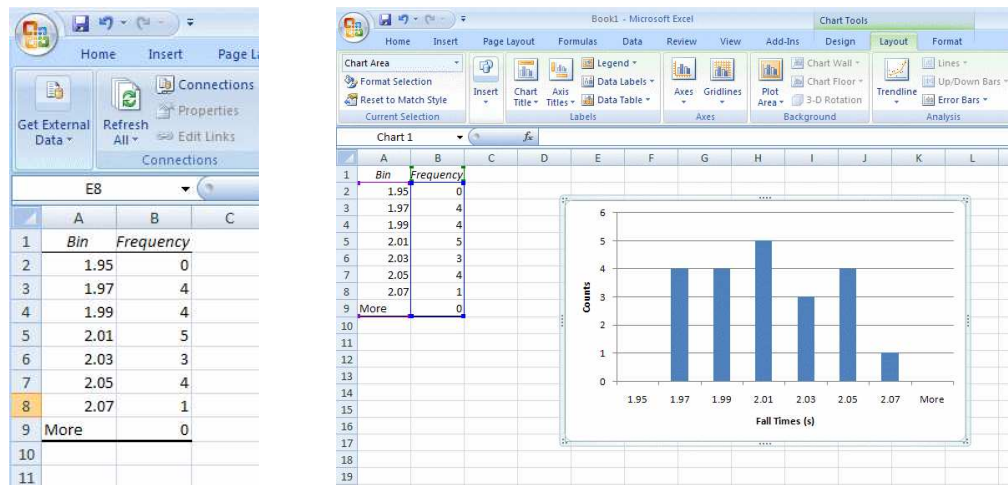 Home Insert Page La
Get External Data
Refresh All
Connections
Properties
Edit Links
Connections
E8
A B C
1 Bin Frequency
2 1.95 0
3 1.97 4
4 1.99 4
5 2.01 5
6 2.03 3
7 2.05 4
8 2.07 1
9 More 0
10
11
Book1 - Microsoft Excel Chart Tools
Home Insert Page Layout Formulas Data Review View Add-Ins Design Layout Format
Chart Area
Format Selection
Reset to Match Style
Current Selection
Insert
Chart Title
Axis Titles
Legend
Data Labels
Data Table
Labels
Axes
Gridlines
Axes
Plot Area
Chart Wall
Chart Floor
3-D Rotation
Background
Trendline
Lines
Up/Down Bars
Error Bars
Analysis
Chart 1 fx
A B C D E F G H I J K L
1 Bin Frequency
2 1.95 0
3 1.97 4
4 1.99 4
5 2.01 5
6 2.03 3
7 2.05 4
8 2.07 1
9 More 0
10
11
12
13
14
15
16
17
18
19
6
5
4
3
2
1
0
Counts
1.95 1.97 1.99 2.01 2.03 2.05 2.07 More
Fall Times (s)